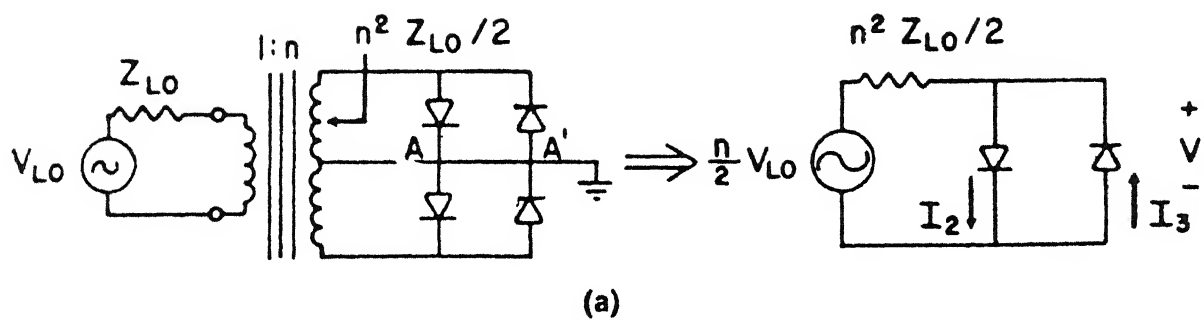 1:n
n² Z_LO /2
Z_LO
V_LO
A
A'
n² Z_LO /2
n/2 V_LO
I₂
I₃
+
V
-
(a)